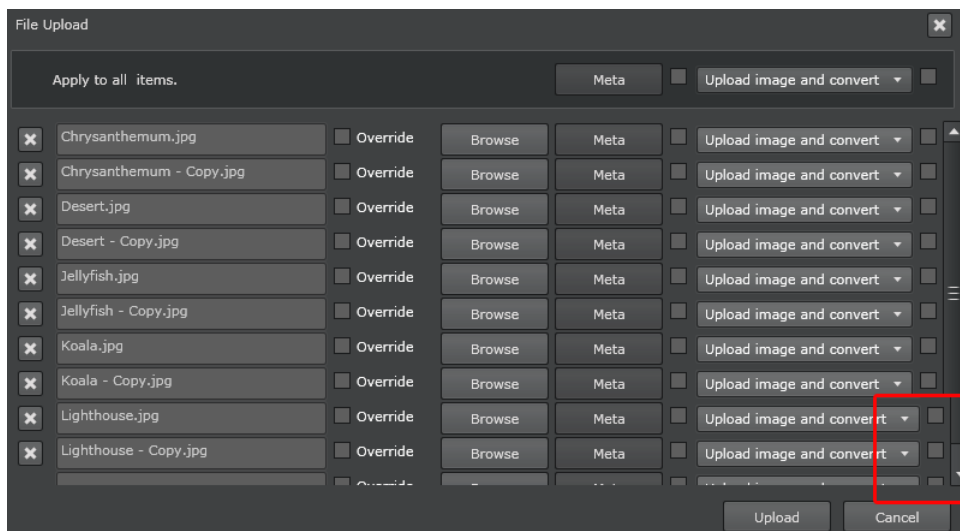 File Upload
Apply to all items. Meta Upload image and convert
Chrysanthemum.jpg Override Browse Meta Upload image and convert
Chrysanthemum - Copy.jpg Override Browse Meta Upload image and convert
Desert.jpg Override Browse Meta Upload image and convert
Desert - Copy.jpg Override Browse Meta Upload image and convert
Jellyfish.jpg Override Browse Meta Upload image and convert
Jellyfish - Copy.jpg Override Browse Meta Upload image and convert
Koala.jpg Override Browse Meta Upload image and convert
Koala - Copy.jpg Override Browse Meta Upload image and convert
Lighthouse.jpg Override Browse Meta Upload image and converrt
Lighthouse - Copy.jpg Override Browse Meta Upload image and converrt
Upload Cancel